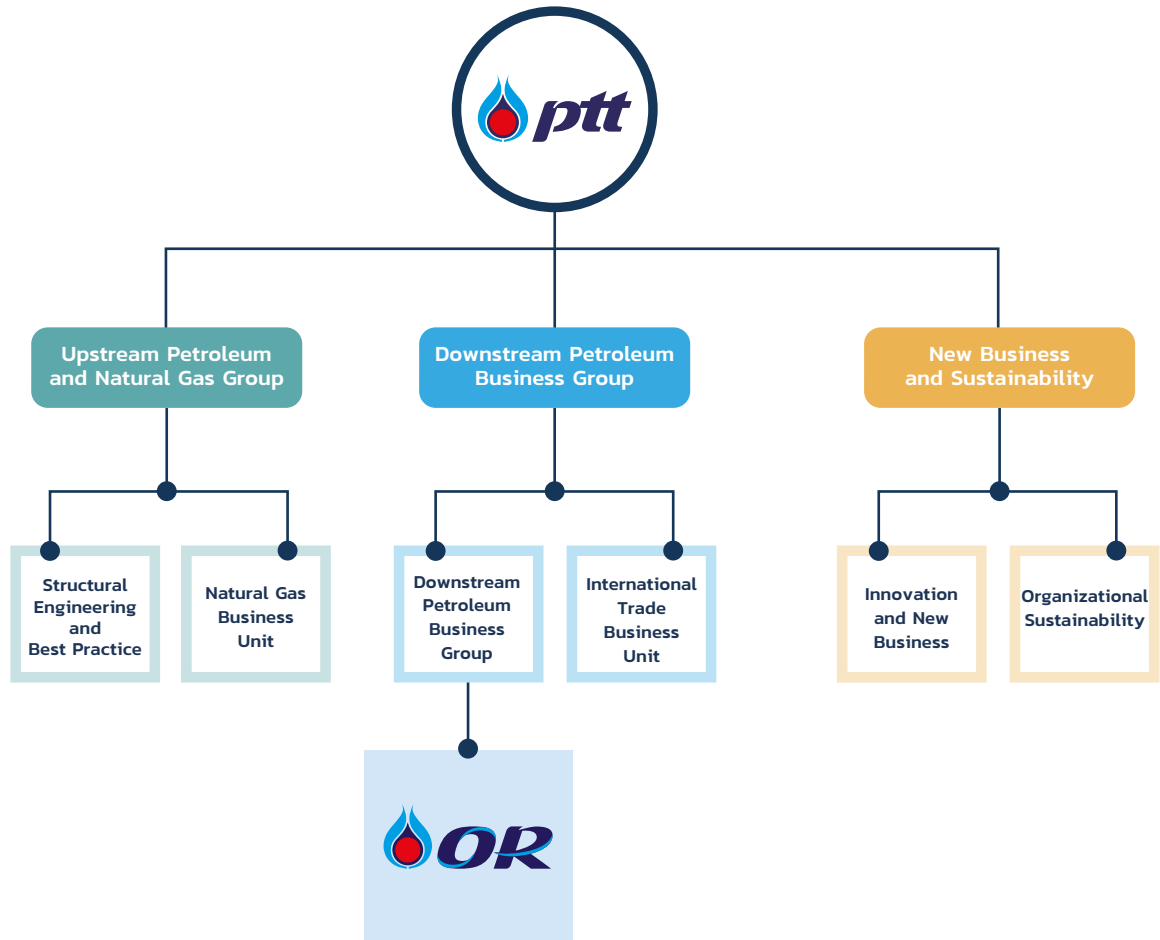 ptt
Upstream Petroleum
and Natural Gas Group
Downstream Petroleum
Business Group
New Business
and Sustainability
Structural
Engineering
and
Best Practice
Natural Gas
Business
Unit
Downstream
Petroleum
Business
Group
International
Trade
Business
Unit
Innovation
and New
Business
Organizational
Sustainability
OR